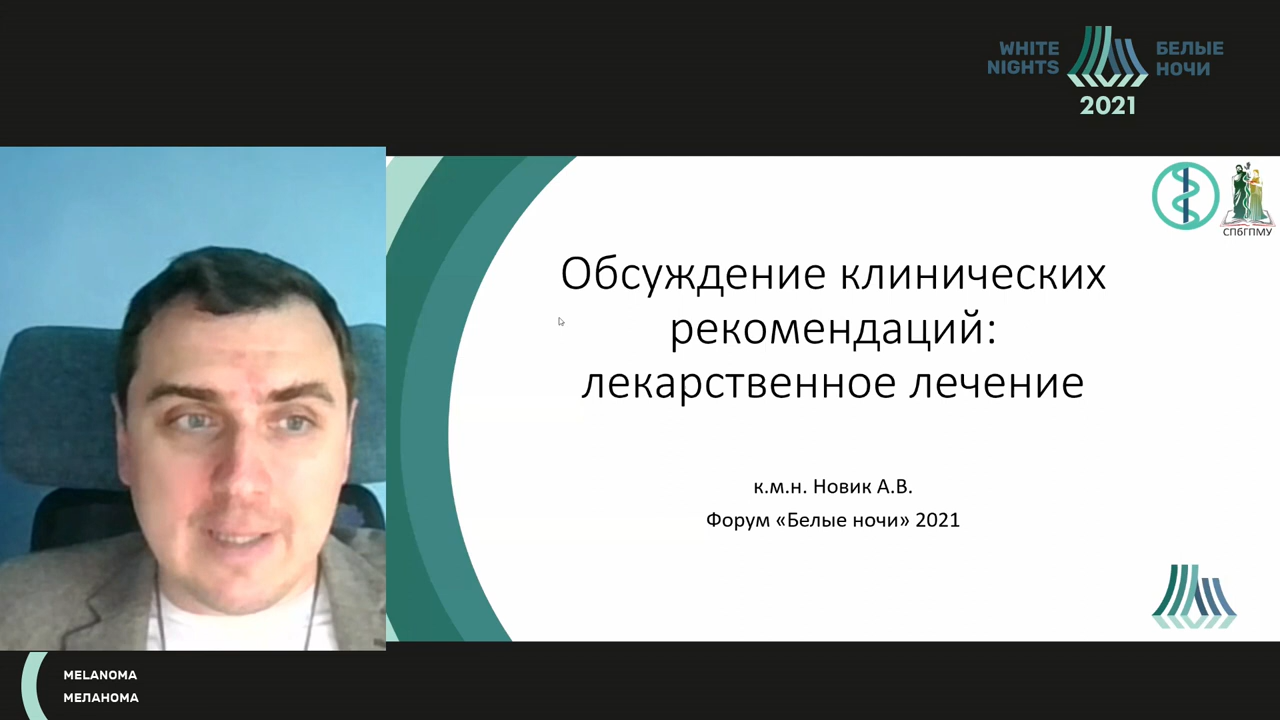 WHITE
NIGHTS
БЕЛЫЕ
НОЧИ
2021
СПбГПМУ
Обсуждение клинических
рекомендаций:
лекарственное лечение
к.м.н. Новик А.В.
Форум «Белые ночи» 2021
MELANOMA
МЕЛАНОМА